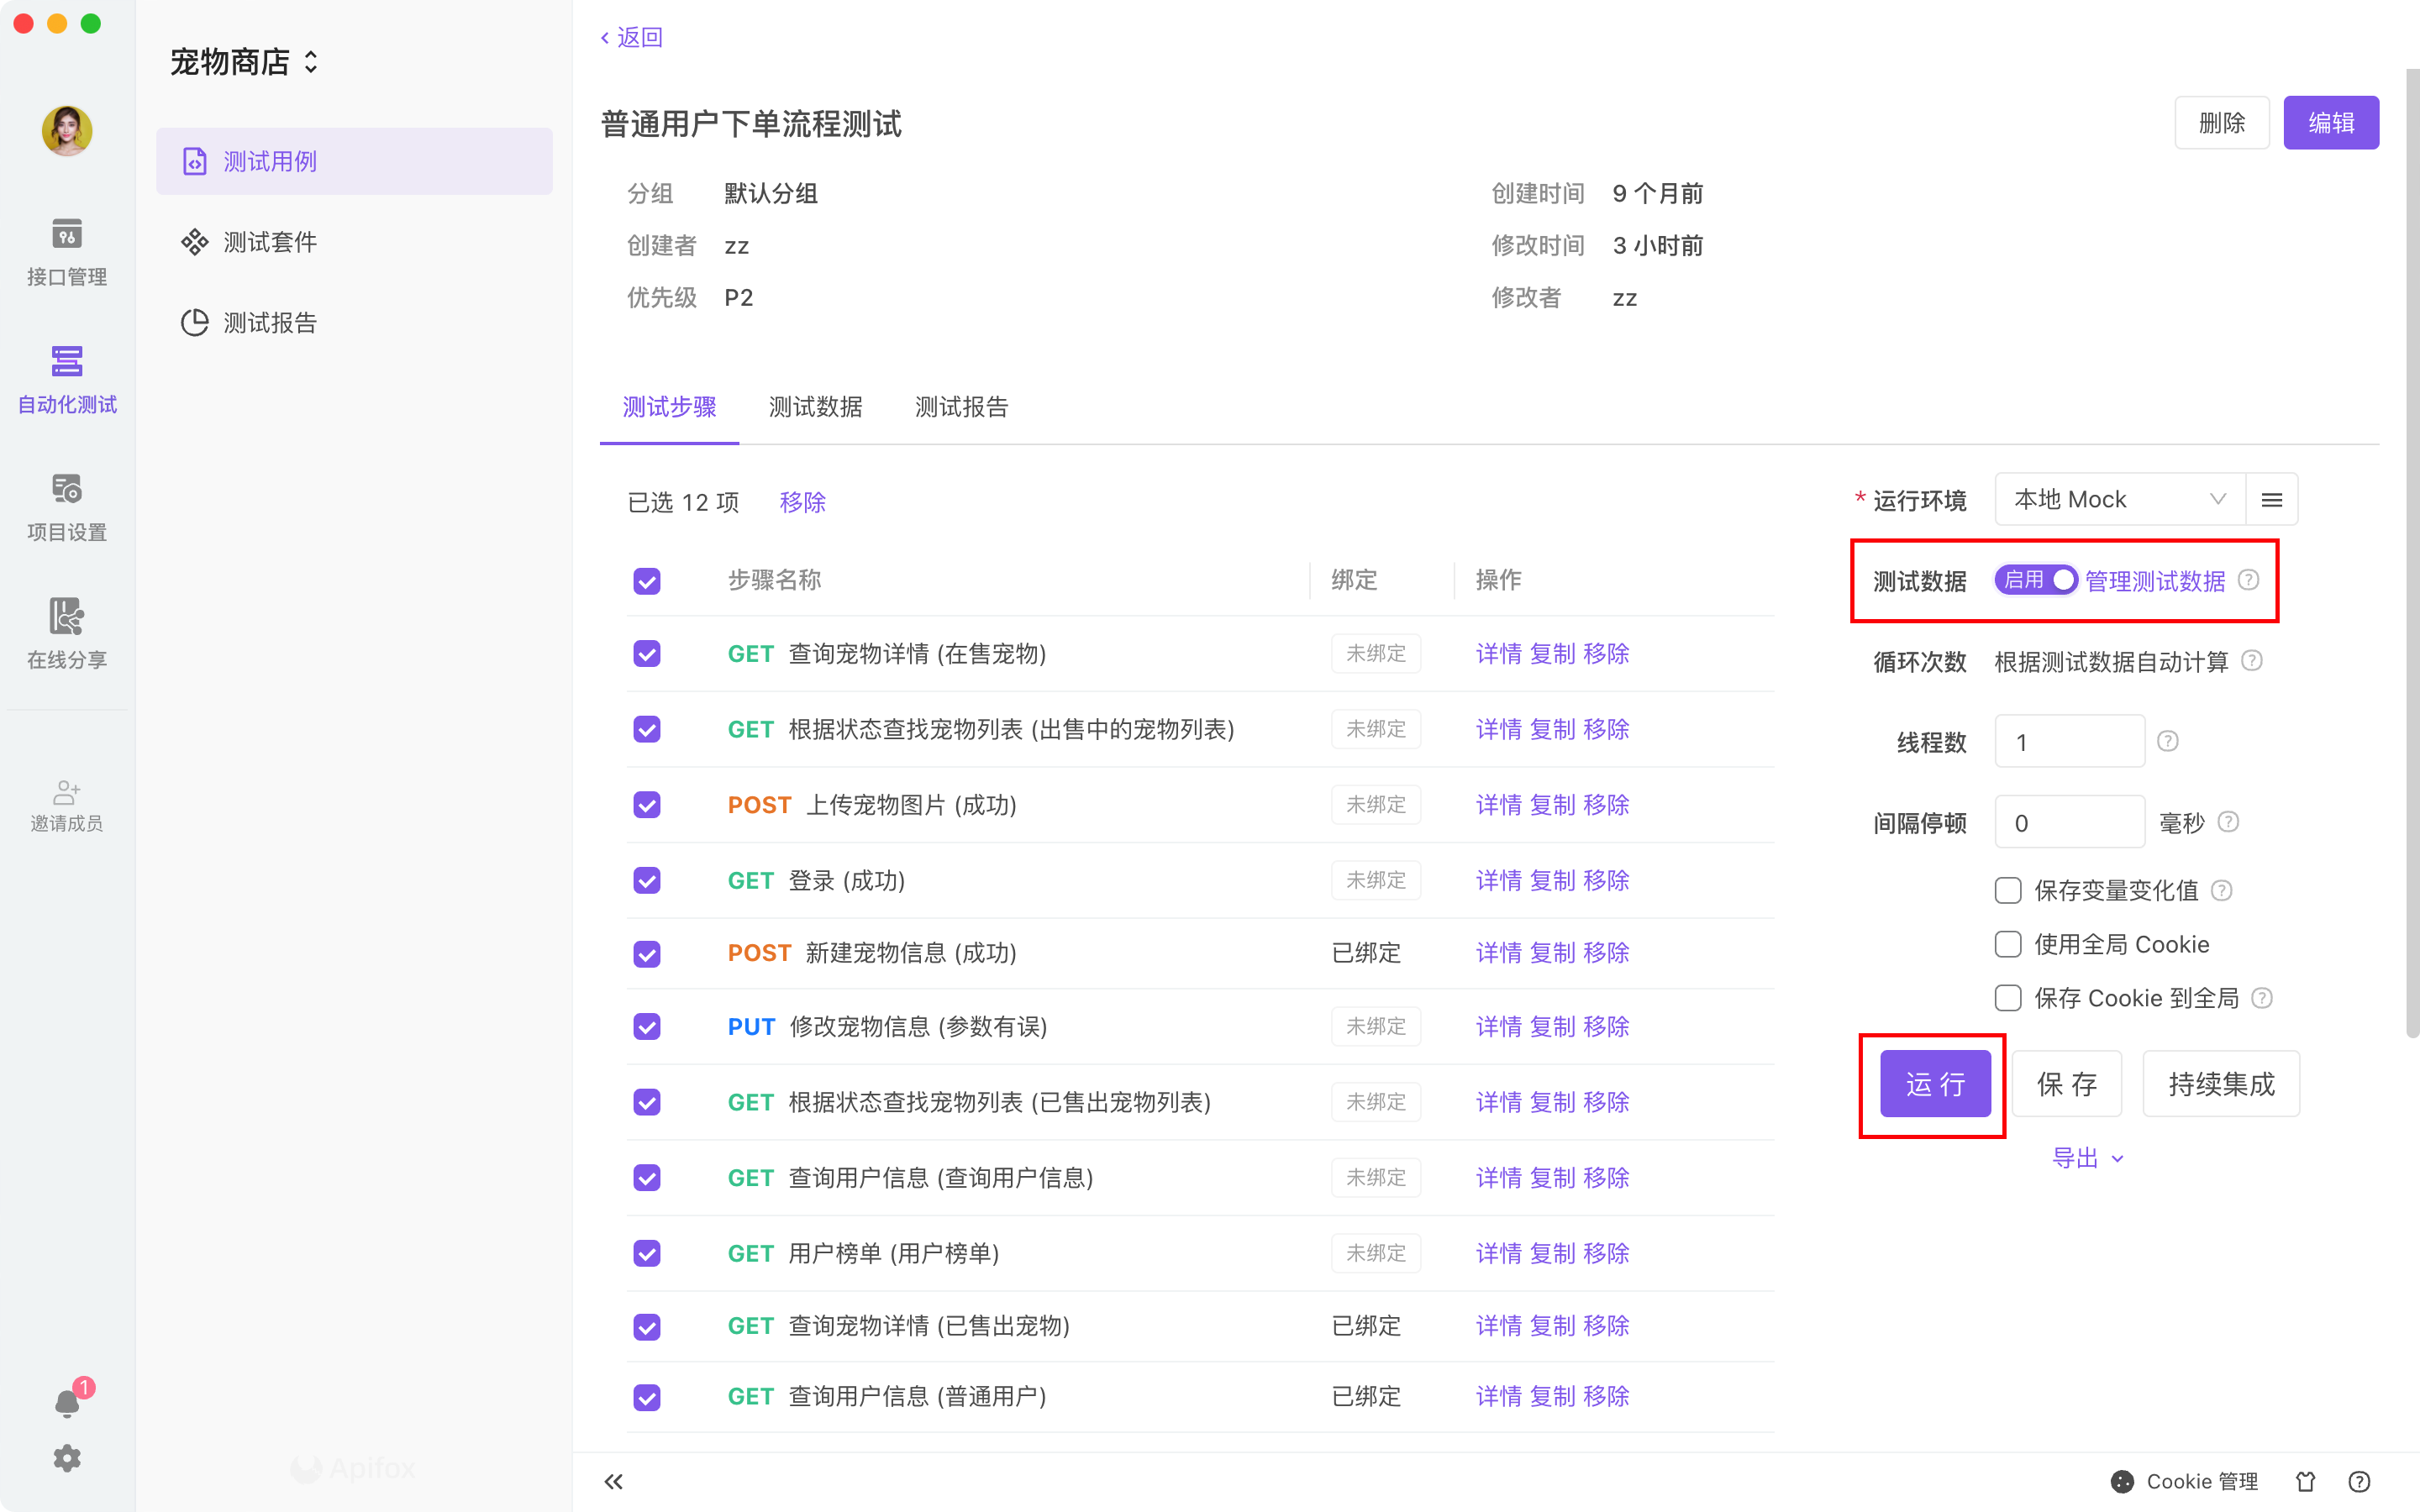 宠物商店
接口管理
自动化测试
项目设置
在线分享
邀请成员
1
测试用例
测试套件
测试报告
Apifox
返回
普通用户下单流程测试
删除
编辑
分组 默认分组
创建时间 9 个月前
创建者 zz
修改时间 3 小时前
优先级 P2
修改者 zz
测试步骤 测试数据 测试报告
已选 12 项 移除
步骤名称 绑定 操作
GET 查询宠物详情 (在售宠物) 未绑定 详情 复制 移除
GET 根据状态查找宠物列表 (出售中的宠物列表) 未绑定 详情 复制 移除
POST 上传宠物图片 (成功) 未绑定 详情 复制 移除
GET 登录 (成功) 未绑定 详情 复制 移除
POST 新建宠物信息 (成功) 已绑定 详情 复制 移除
PUT 修改宠物信息 (参数有误) 未绑定 详情 复制 移除
GET 根据状态查找宠物列表 (已售出宠物列表) 未绑定 详情 复制 移除
GET 查询用户信息 (查询用户信息) 未绑定 详情 复制 移除
GET 用户榜单 (用户榜单) 未绑定 详情 复制 移除
GET 查询宠物详情 (已售出宠物) 已绑定 详情 复制 移除
GET 查询用户信息 (普通用户) 已绑定 详情 复制 移除
* 运行环境 本地 Mock
测试数据 启用 管理测试数据
循环次数 根据测试数据自动计算
线程数 1
间隔停顿 0 毫秒
保存变量变化值
使用全局 Cookie
保存 Cookie 到全局
运行 保存 持续集成
导出
Cookie 管理